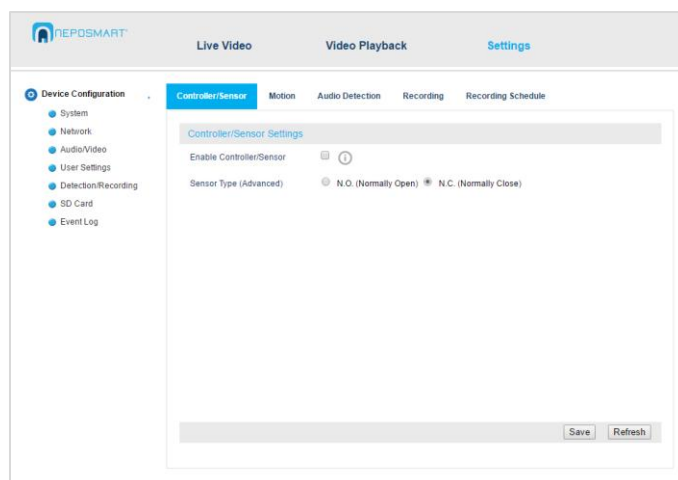 NEPOSMART
Live Video Video Playback Settings
Device Configuration .
System
Network
Audio/Video
User Settings
Detection/Recording
SD Card
Event Log
Controller/Sensor Motion Audio Detection Recording Recording Schedule
Controller/Sensor Settings
Enable Controller/Sensor i
Sensor Type (Advanced) N.O. (Normally Open) N.C. (Normally Close)
Save Refresh